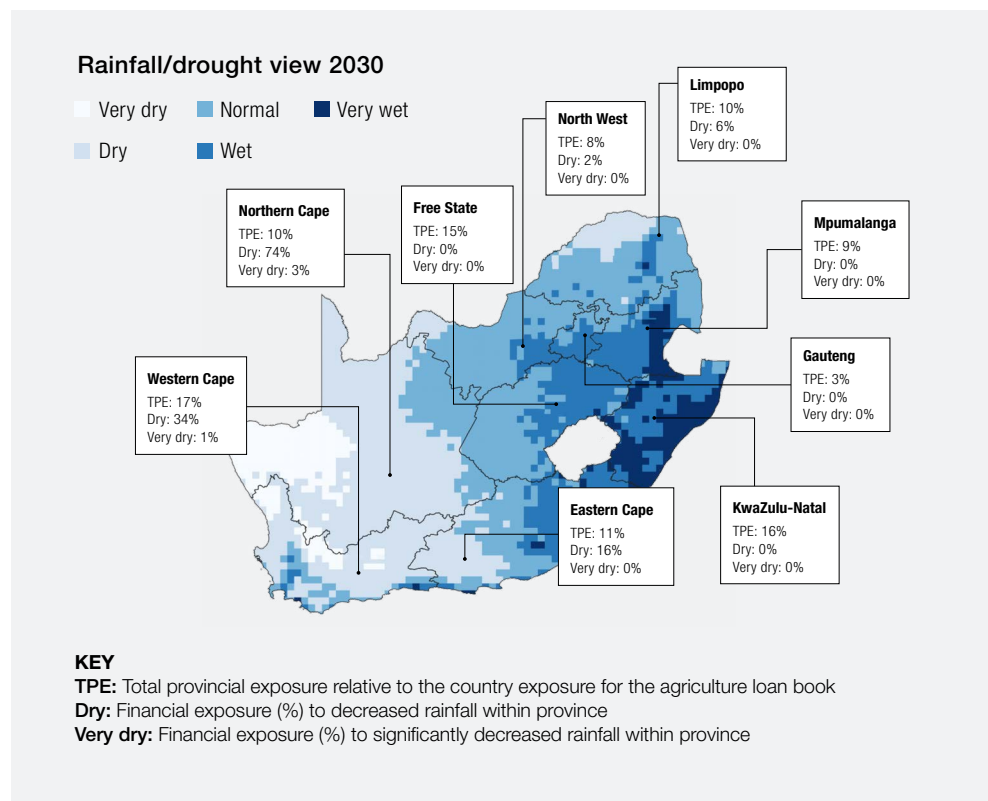 Rainfall/drought view 2030
Very dry
Normal
Very wet
Dry
Wet
Limpopo
TPE: 10%
Dry: 6%
Very dry: 0%
North West
TPE: 8%
Dry: 2%
Very dry: 0%
Northern Cape
TPE: 10%
Dry: 74%
Very dry: 3%
Free State
TPE: 15%
Dry: 0%
Very dry: 0%
Mpumalanga
TPE: 9%
Dry: 0%
Very dry: 0%
Western Cape
TPE: 17%
Dry: 34%
Very dry: 1%
Gauteng
TPE: 3%
Dry: 0%
Very dry: 0%
Eastern Cape
TPE: 11%
Dry: 16%
Very dry: 0%
KwaZulu-Natal
TPE: 16%
Dry: 0%
Very dry: 0%
KEY
TPE: Total provincial exposure relative to the country exposure for the agriculture loan book
Dry: Financial exposure (%) to decreased rainfall within province
Very dry: Financial exposure (%) to significantly decreased rainfall within province